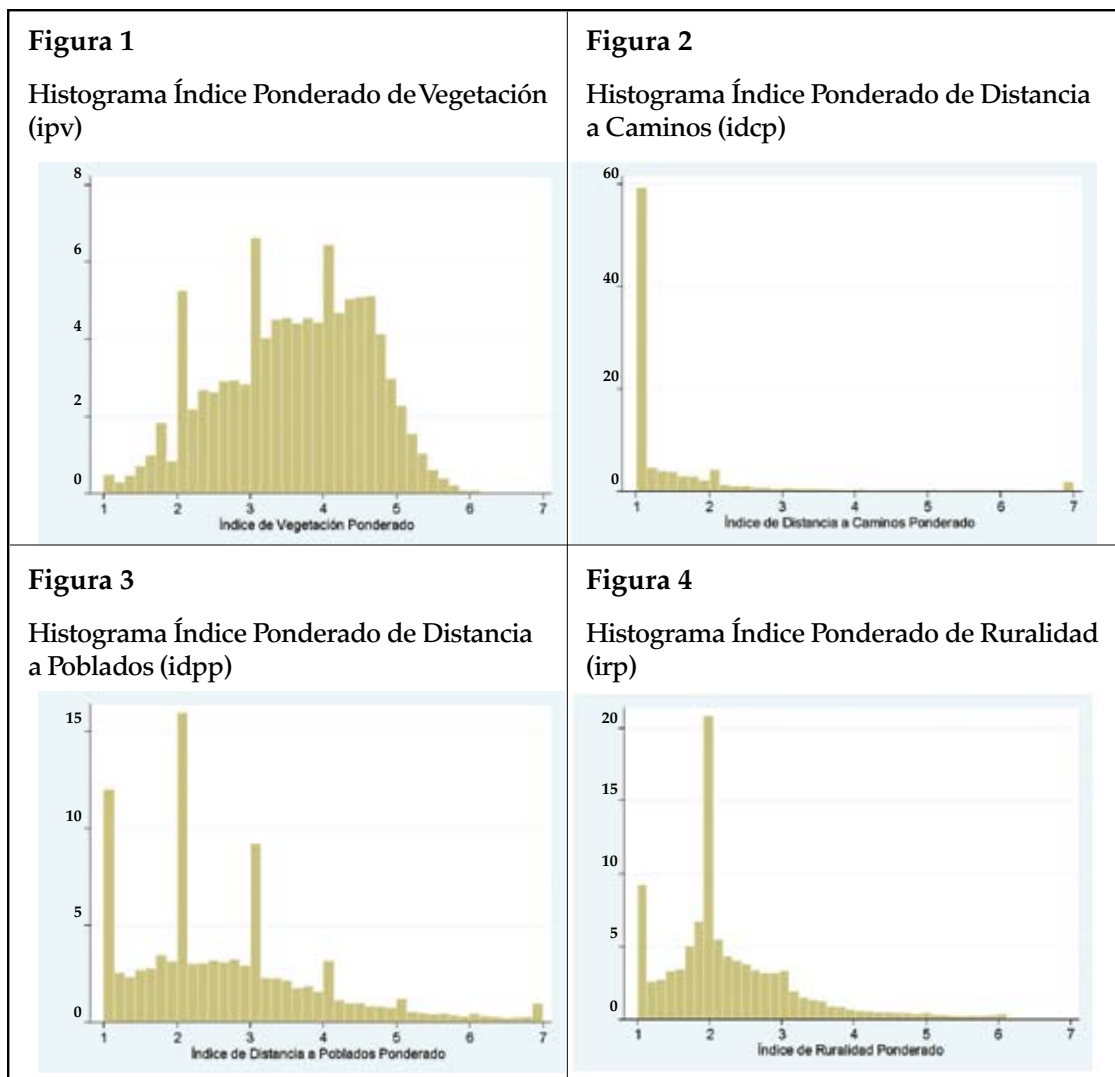 Figura 1
Histograma Índice Ponderado de Vegetación
(ipv)
8
6
4
2
0
1 2 3 4 5 6 7
Índice de Vegetación Ponderado
Figura 2
Histograma Índice Ponderado de Distancia
a Caminos (idcp)
60
40
20
0
1 2 3 4 5 6 7
Índice de Distancia a Caminos Ponderado
Figura 3
Histograma Índice Ponderado de Distancia
a Poblados (idpp)
15
10
5
0
1 2 3 4 5 6 7
Índice de Distancia a Poblados Ponderado
Figura 4
Histograma Índice Ponderado de Ruralidad
(irp)
20
15
10
5
0
1 2 3 4 5 6 7
Índice de Ruralidad Ponderado